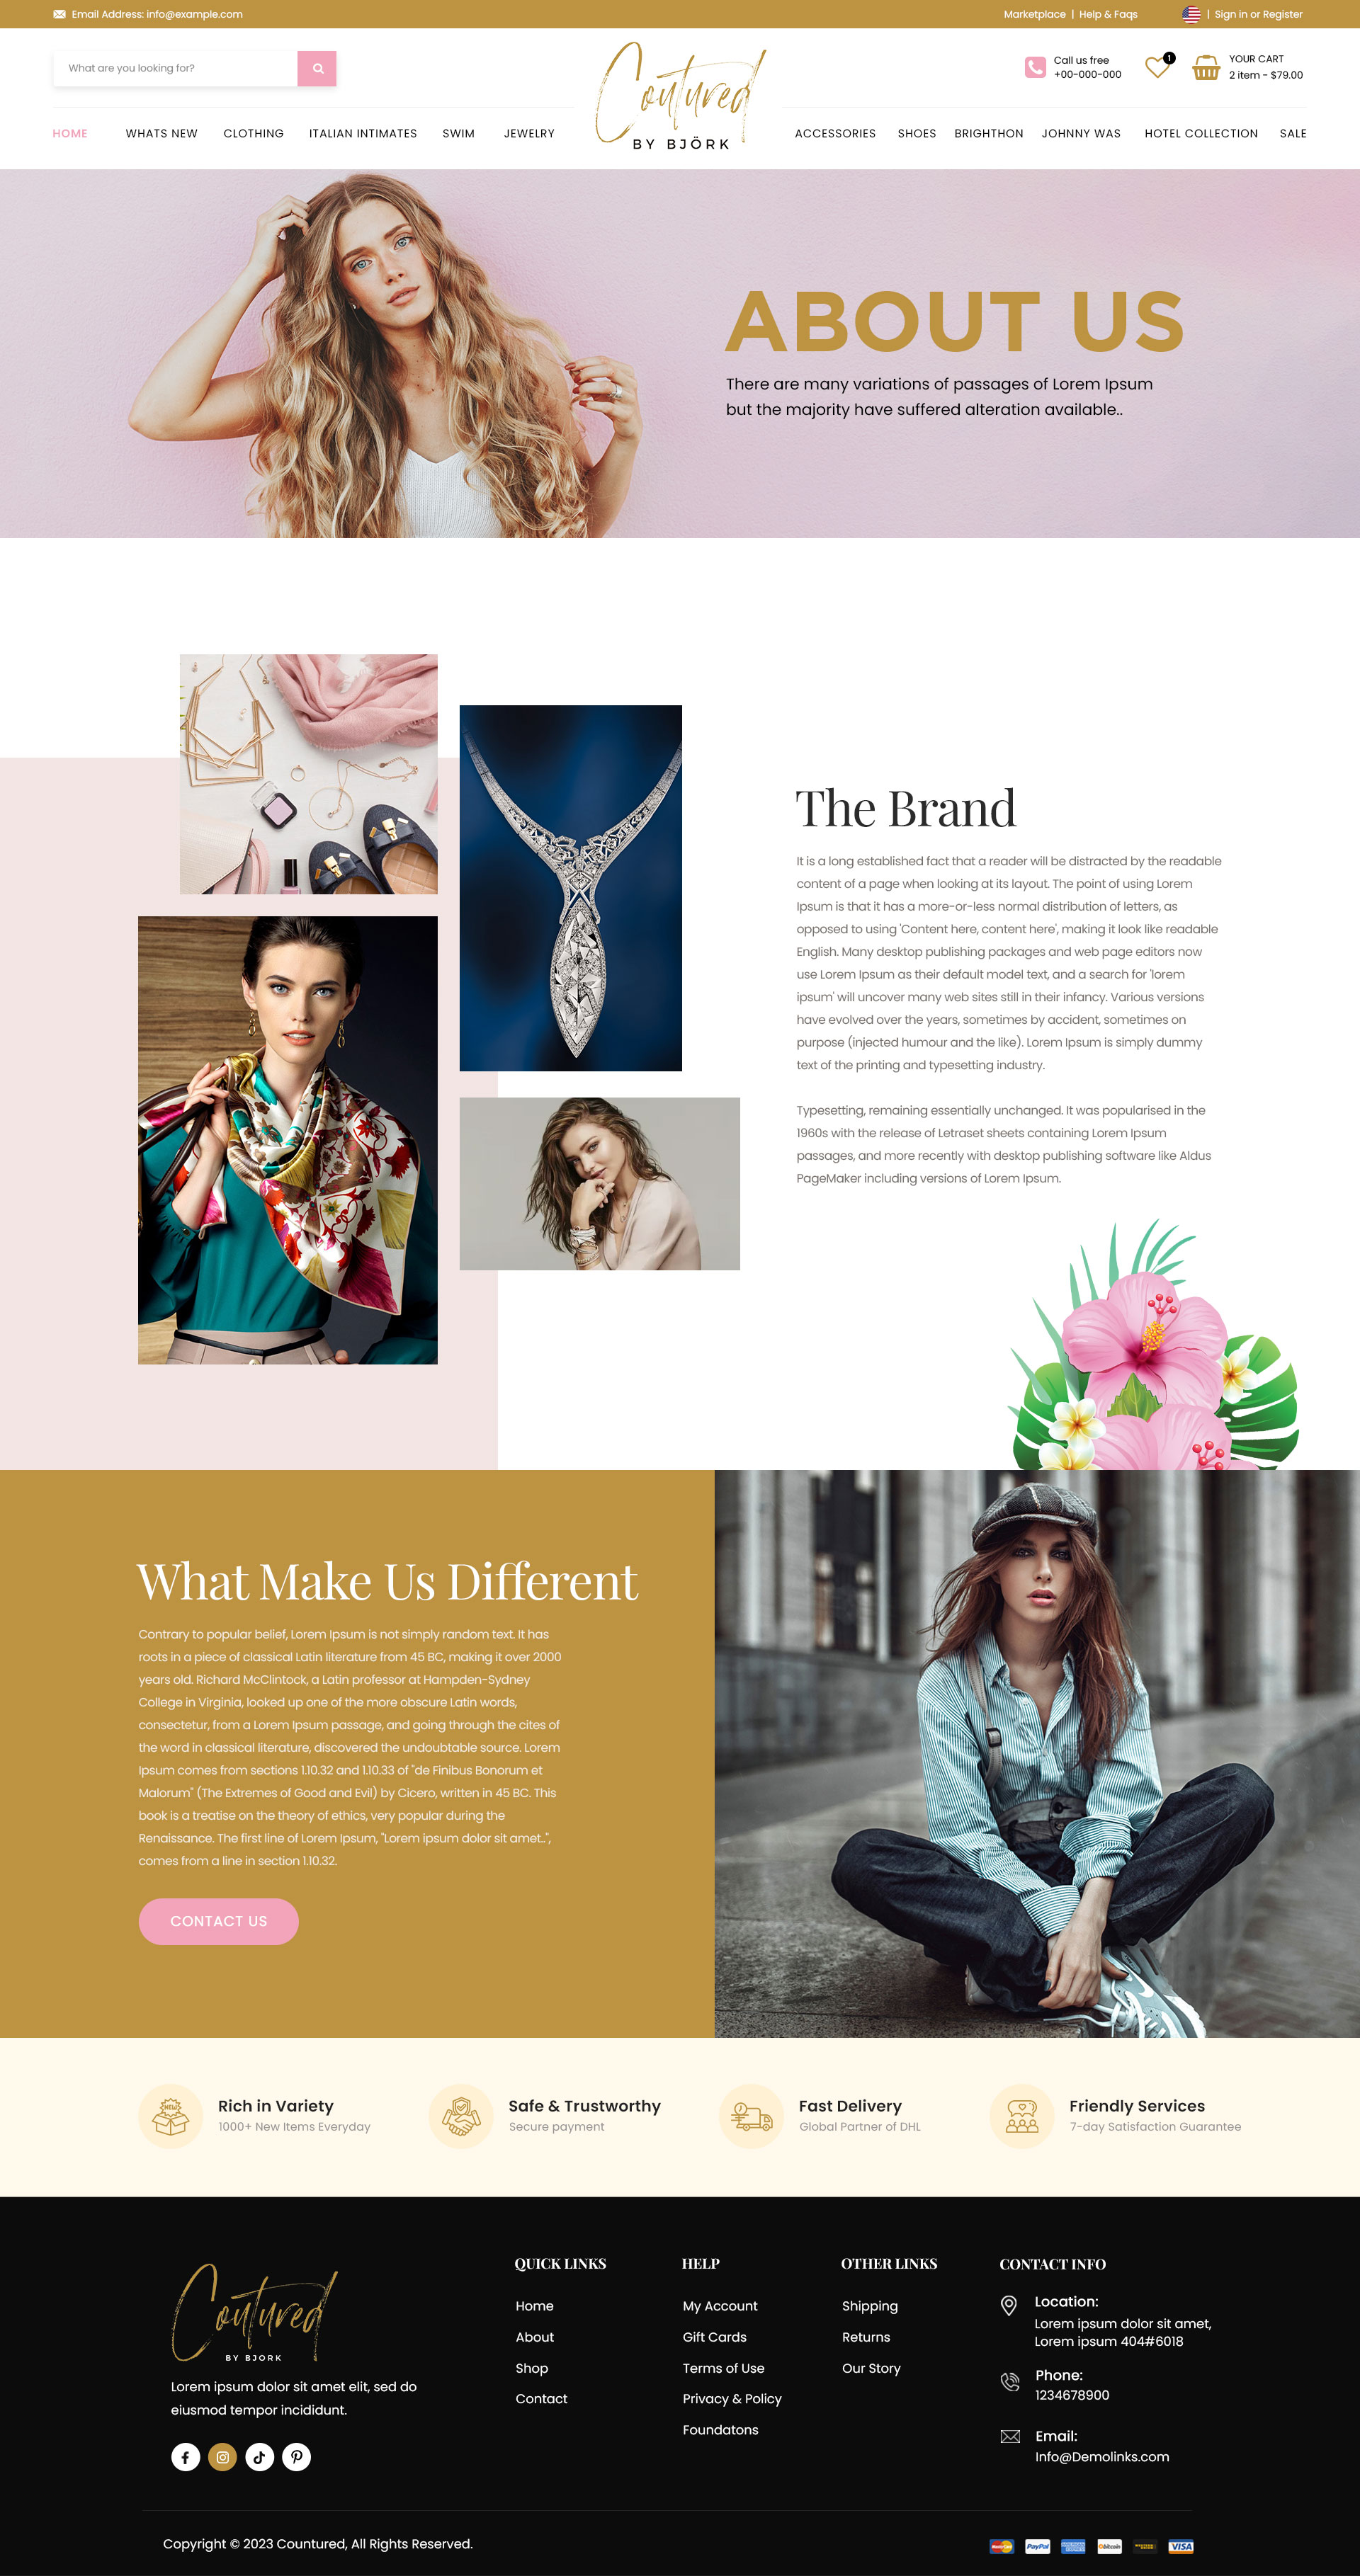 Email Address: info@example.com
Marketplace | Help & Faqs
| Sign in or Register
What are you looking for?
Coutured
BY BJÖRK
Call us free
+00-000-000
1
YOUR CART
2 item - $79.00
HOME WHATS NEW CLOTHING ITALIAN INTIMATES SWIM JEWELRY
ACCESSORIES SHOES BRIGHTHON JOHNNY WAS HOTEL COLLECTION SALE
ABOUT US
There are many variations of passages of Lorem Ipsum
but the majority have suffered alteration available..
The Brand
It is a long established fact that a reader will be distracted by the readable
content of a page when looking at its layout. The point of using Lorem
Ipsum is that it has a more-or-less normal distribution of letters, as
opposed to using 'Content here, content here', making it look like readable
English. Many desktop publishing packages and web page editors now
use Lorem Ipsum as their default model text, and a search for 'lorem
ipsum' will uncover many web sites still in their infancy. Various versions
have evolved over the years, sometimes by accident, sometimes on
purpose (injected humour and the like). Lorem Ipsum is simply dummy
text of the printing and typesetting industry.
Typesetting, remaining essentially unchanged. It was popularised in the
1960s with the release of Letraset sheets containing Lorem Ipsum
passages, and more recently with desktop publishing software like Aldus
PageMaker including versions of Lorem Ipsum.
What Make Us Different
Contrary to popular belief, Lorem Ipsum is not simply random text. It has
roots in a piece of classical Latin literature from 45 BC, making it over 2000
years old. Richard McClintock, a Latin professor at Hampden-Sydney
College in Virginia, looked up one of the more obscure Latin words,
consectetur, from a Lorem Ipsum passage, and going through the cites of
the word in classical literature, discovered the undoubtable source. Lorem
Ipsum comes from sections 1.10.32 and 1.10.33 of "de Finibus Bonorum et
Malorum" (The Extremes of Good and Evil) by Cicero, written in 45 BC. This
book is a treatise on the theory of ethics, very popular during the
Renaissance. The first line of Lorem Ipsum, "Lorem ipsum dolor sit amet..",
comes from a line in section 1.10.32.
CONTACT US
NEW
Rich in Variety
1000+ New Items Everyday
Safe & Trustworthy
Secure payment
Fast Delivery
Global Partner of DHL
Friendly Services
7-day Satisfaction Guarantee
Coutured
BY BJORK
Lorem ipsum dolor sit amet elit, sed do
eiusmod tempor incididunt.
QUICK LINKS
Home
About
Shop
Contact
HELP
My Account
Gift Cards
Terms of Use
Privacy & Policy
Foundatons
OTHER LINKS
Shipping
Returns
Our Story
CONTACT INFO
Location:
Lorem ipsum dolor sit amet,
Lorem ipsum 404#6018
Phone:
1234678900
Email:
Info@Demolinks.com
Copyright © 2023 Countured, All Rights Reserved.
PayPal
bitcoin
VISA